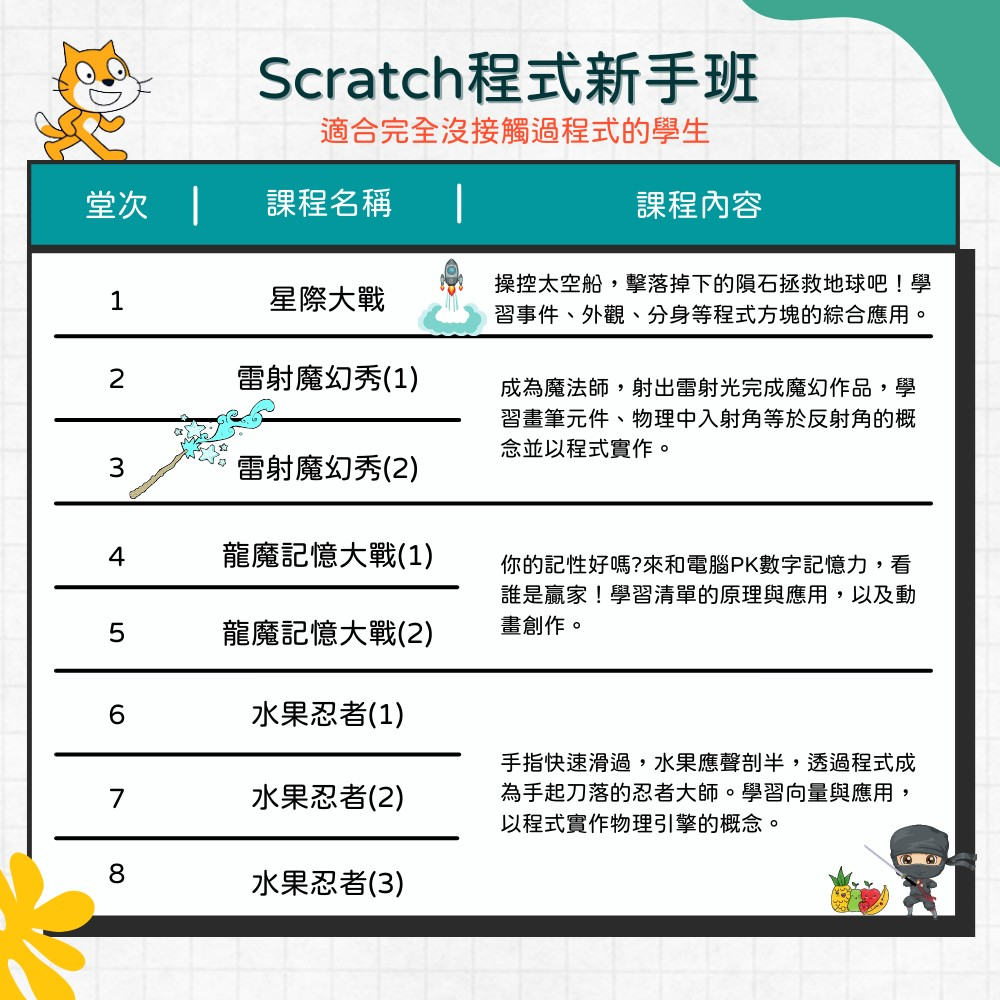 Scratch程式新手班
適合完全沒接觸過程式的學生
堂次 | 課程名稱 | 課程內容
1
星際大戰
操控太空船，擊落掉下的隕石拯救地球吧！學
習事件、外觀、分身等程式方塊的綜合應用。
2
雷射魔幻秀(1)
3
雷射魔幻秀(2)
成為魔法師，射出雷射光完成魔幻作品，學
習畫筆元件、物理中入射角等於反射角的概
念並以程式實作。
4
龍魔記憶大戰(1)
5
龍魔記憶大戰(2)
你的記性好嗎?來和電腦PK數字記憶力，看
誰是贏家！學習清單的原理與應用，以及動
畫創作。
6
水果忍者(1)
7
水果忍者(2)
8
水果忍者(3)
手指快速滑過，水果應聲剖半，透過程式成
為手起刀落的忍者大師。學習向量與應用，
以程式實作物理引擎的概念。